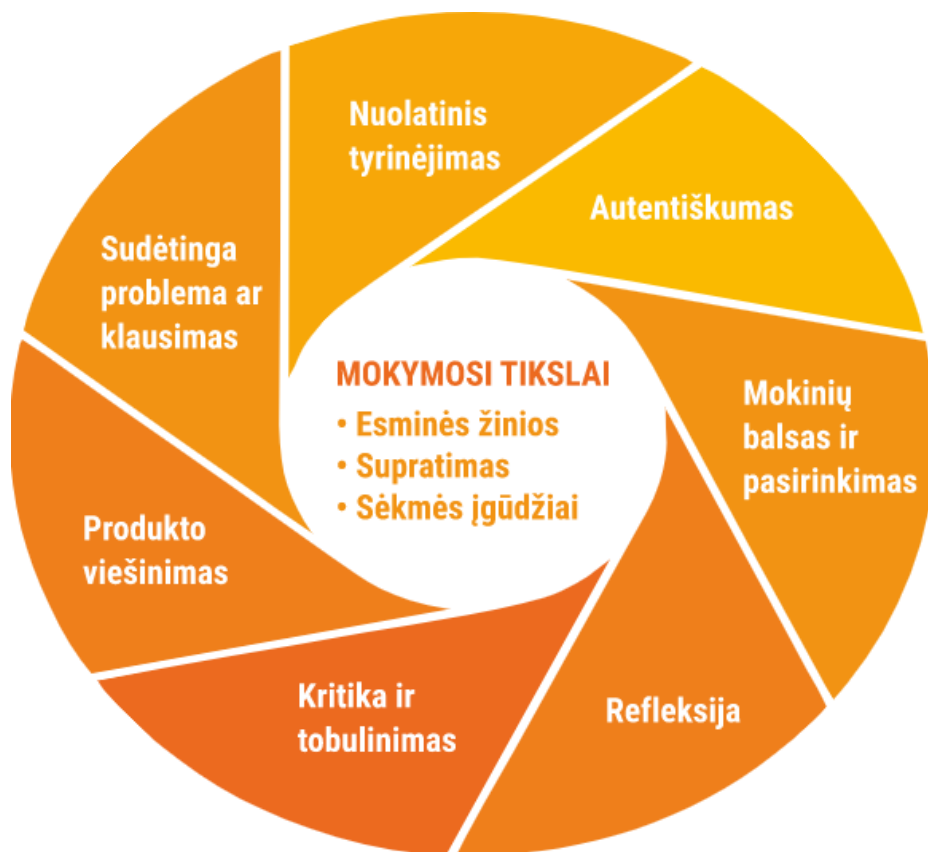 Nuolatinis
tyrinėjimas
Autentiškumas
Mokinių
balsas ir
pasirinkimas
Refleksija
Kritika ir
tobulinimas
Produkto
viešinimas
Sudėtinga
problema ar
klausimas
MOKYMOSI TIKSLAI
• Esminės žinios
• Supratimas
• Sėkmės įgūdžiai